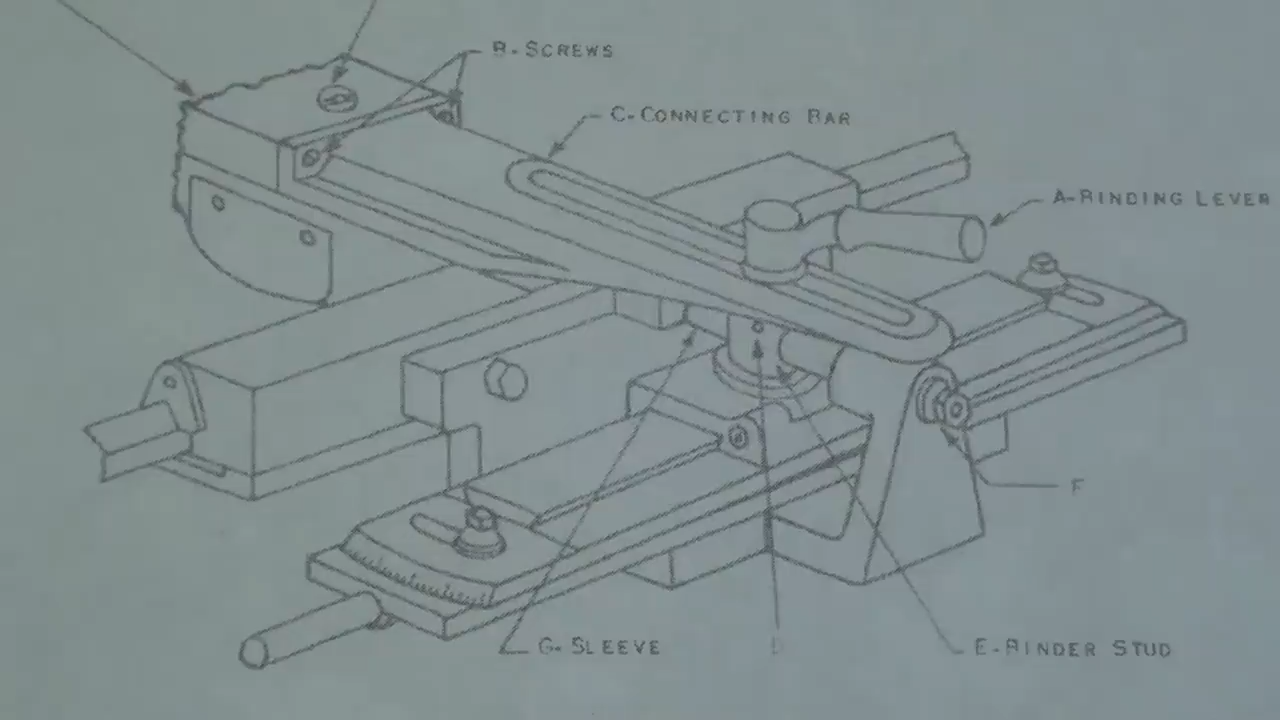 B-SCREWS
C-CONNECTING BAR
A-BINDING LEVER
F
G-SLEEVE
E-BINDER STUD